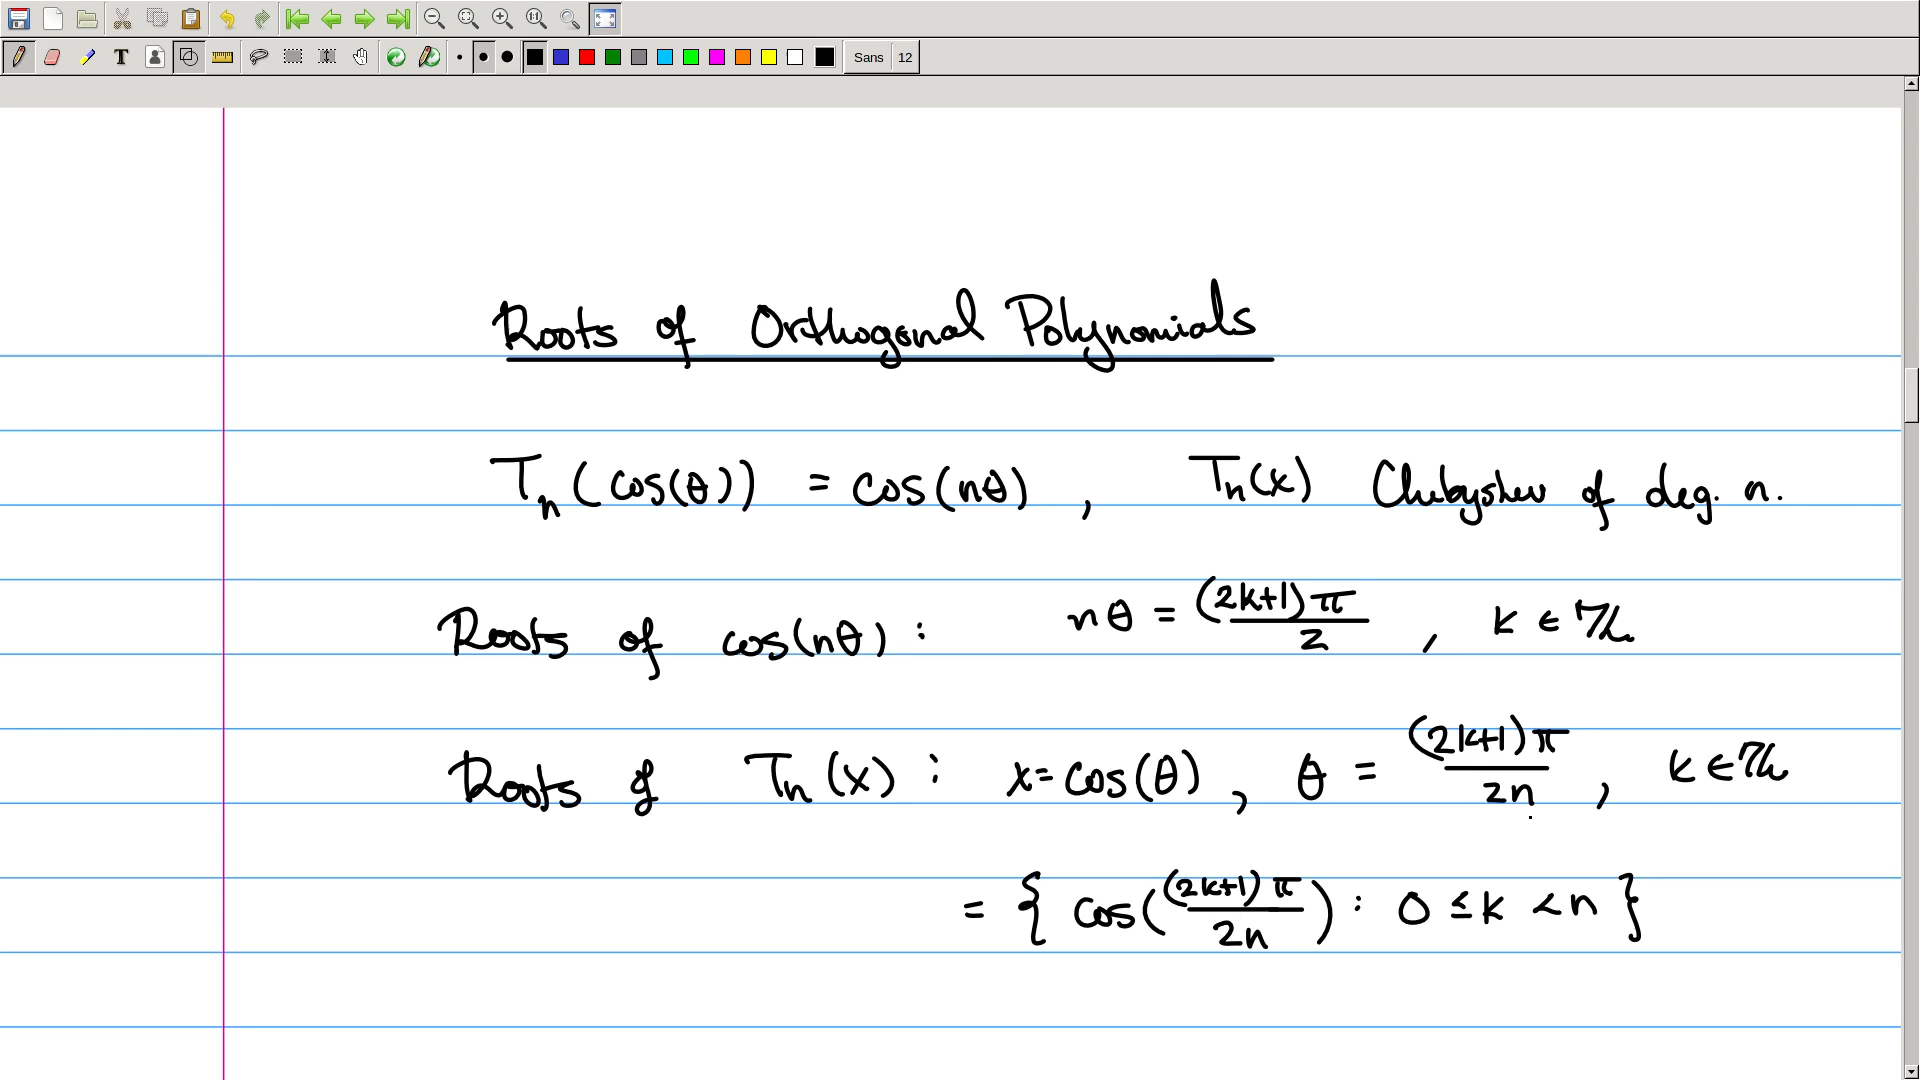 Sans 12
Roots of Orthogonal Polynomials
Tₙ(cos(θ)) = cos(nθ) , Tₙ(x) Chebyshev of deg. n.
Roots of cos(nθ) : nθ = (2k+1)π/2 , k ∈ ℤ
Roots of Tₙ(x) : x = cos(θ) , θ = (2k+1)π/2n , k ∈ ℤ
= { cos((2k+1)π/2n) : 0 ≤ k < n }